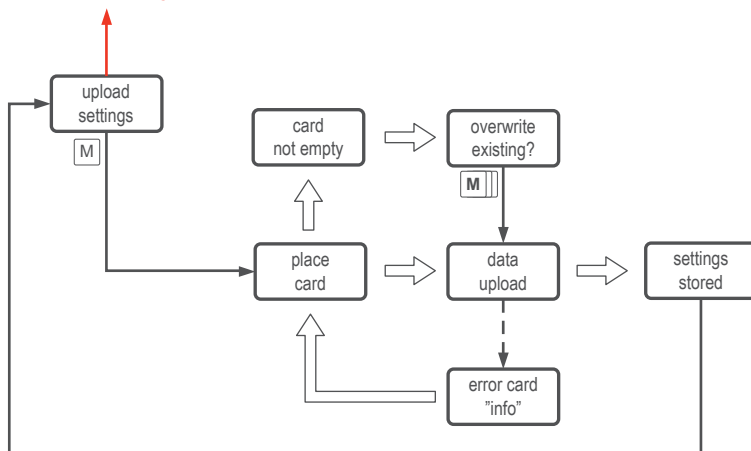 upload
settings
M
card
not empty
overwrite
existing?
M
place
card
data
upload
settings
stored
error card
"info"